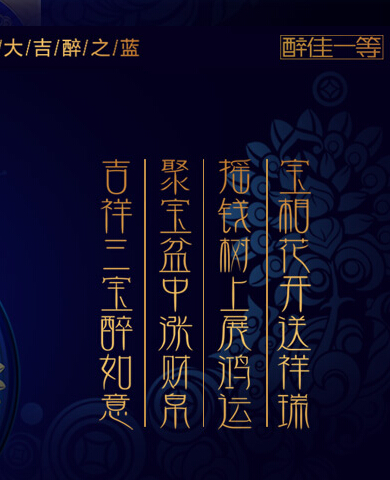 /大/吉/醉/之/蓝
醉佳一等
宝相花开送祥瑞
摇钱树上展鸿运
聚宝盆中涨财帛
吉祥三宝醉如意